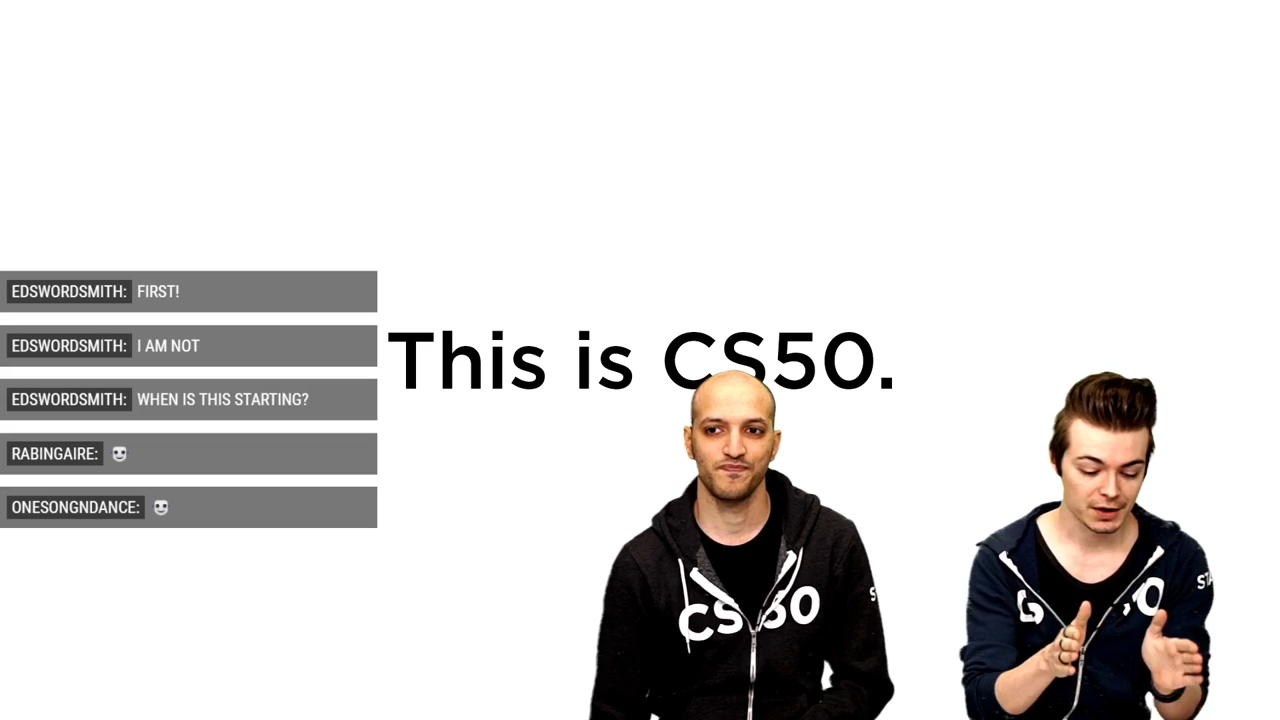 EDSWORDSMITH: FIRST!
EDSWORDSMITH: I AM NOT
EDSWORDSMITH: WHEN IS THIS STARTING?
RABINGAIRE:
ONESONGNDANCE:
This is CS50.
CS50